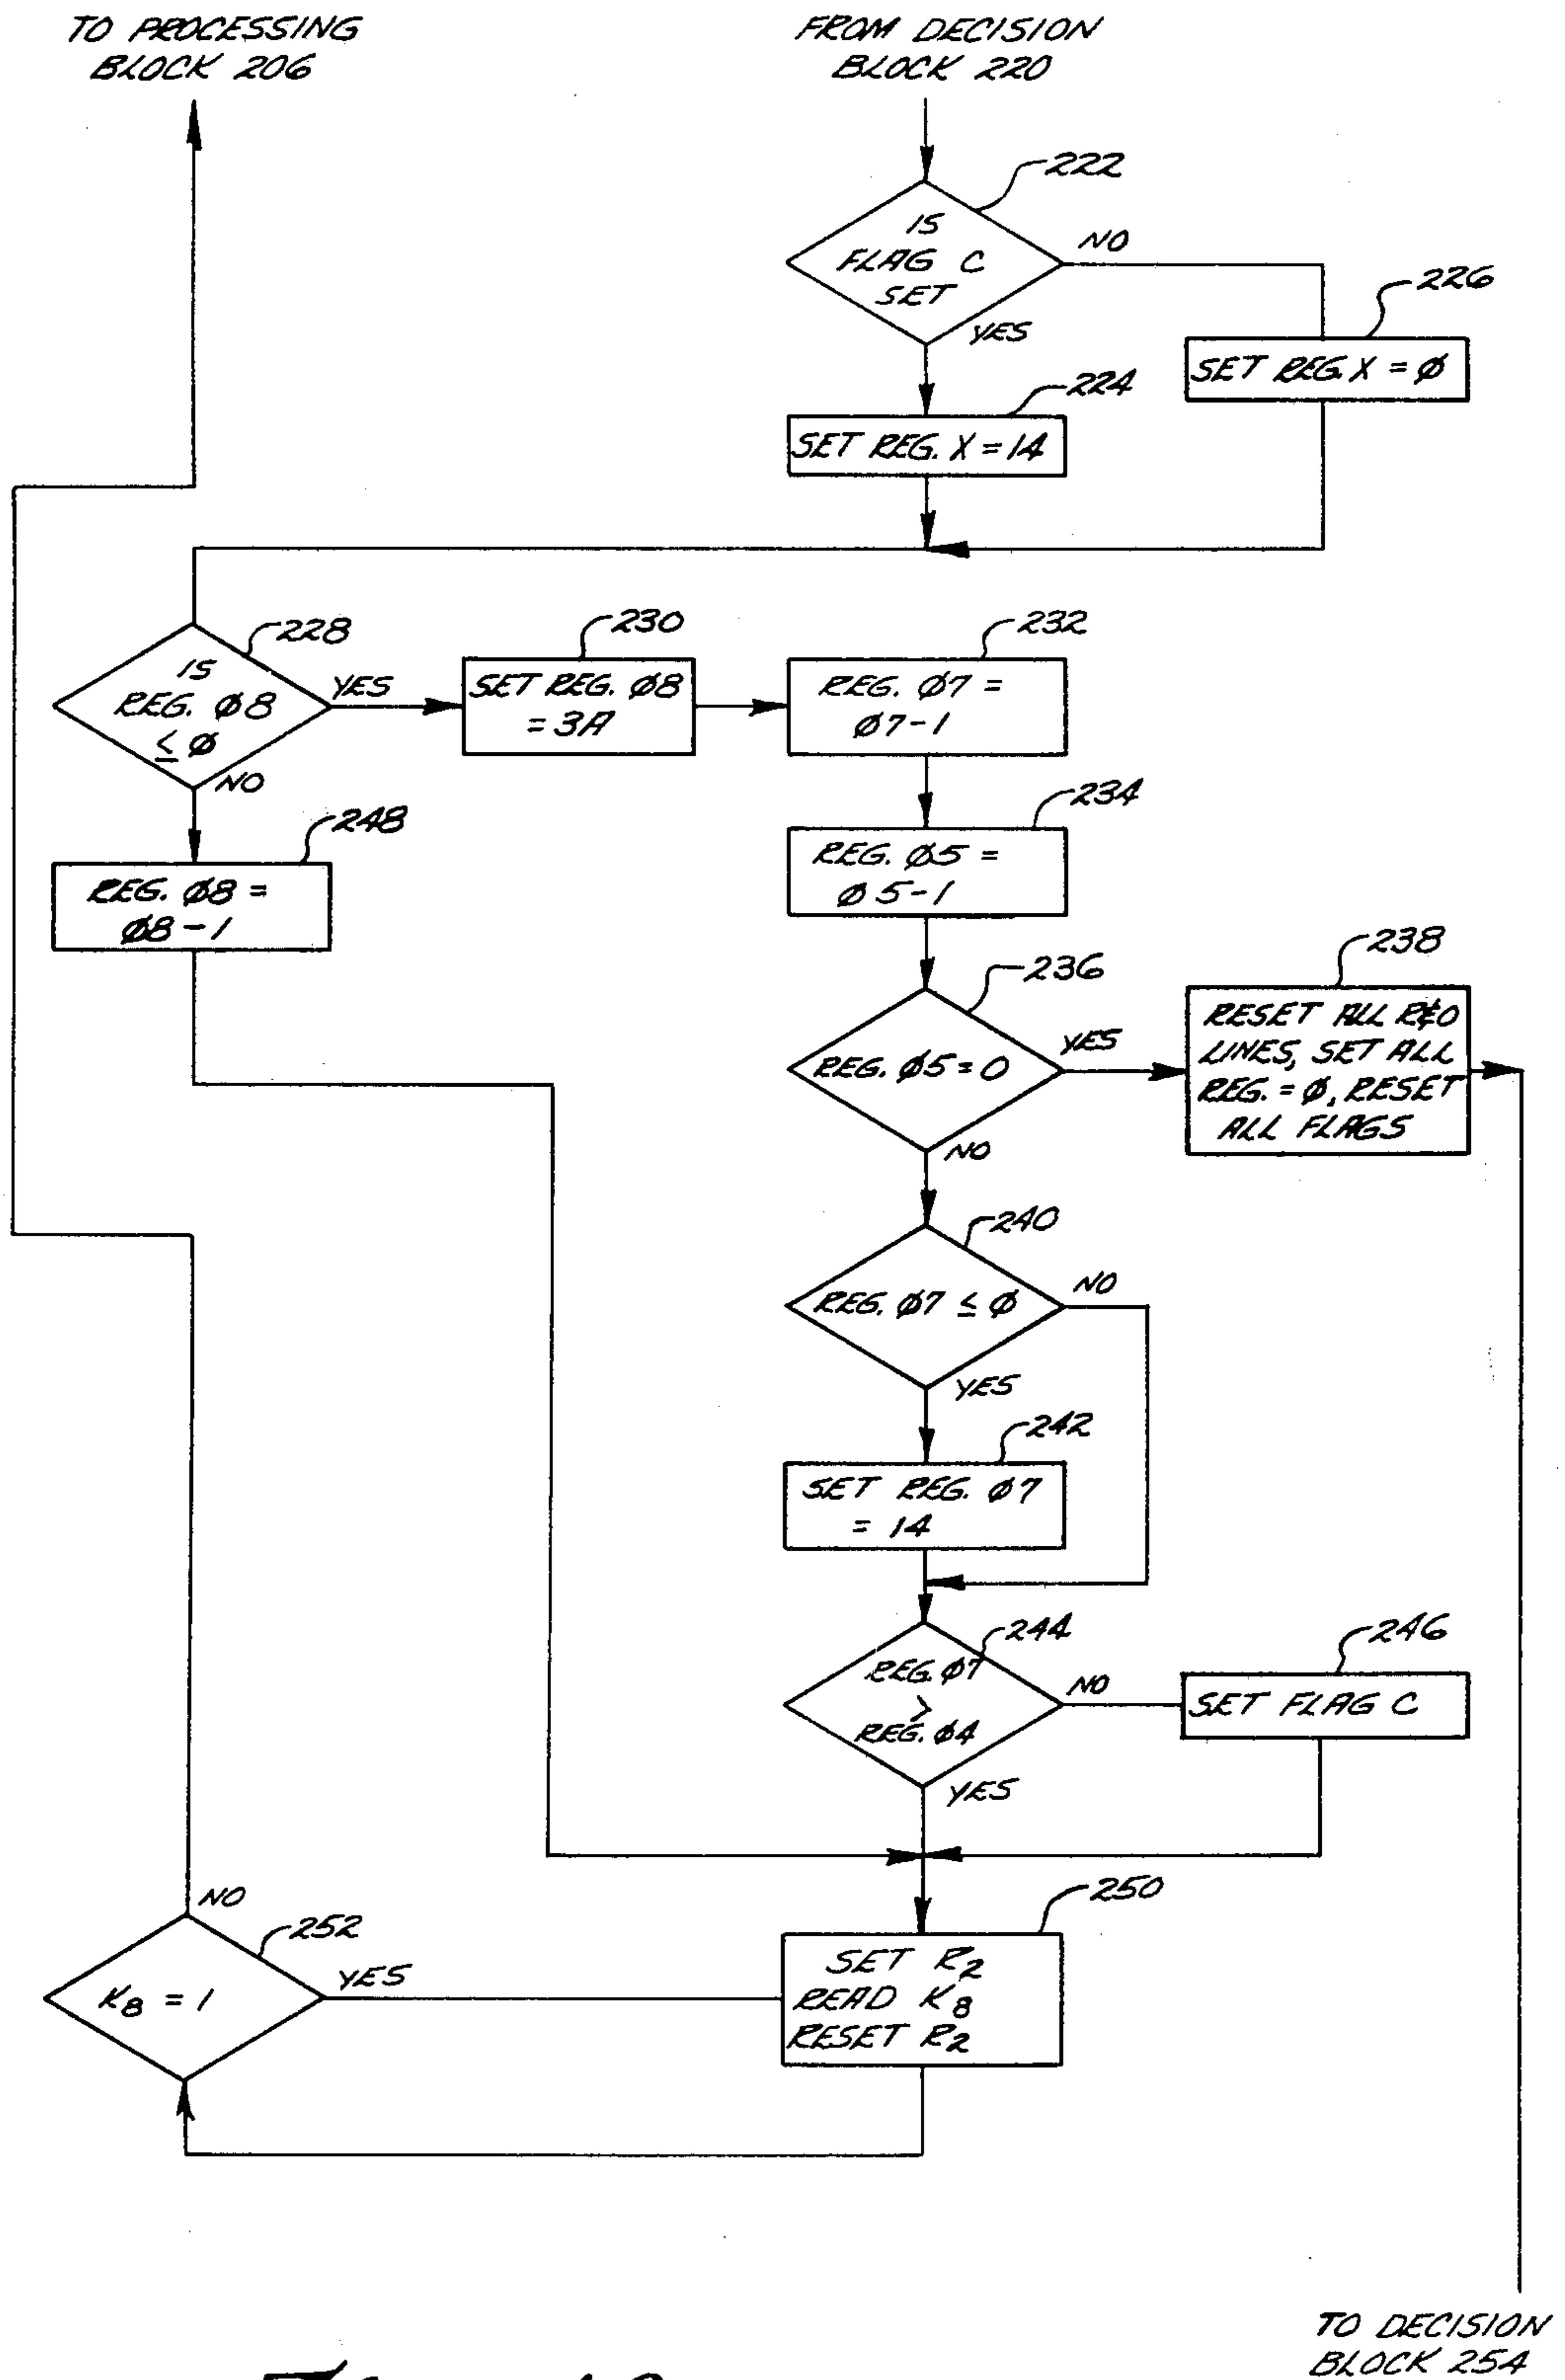 TO PROCESSING
BLOCK 206
FROM DECISION
BLOCK 220
222
IS
FLAG C
SET
NO
YES
226
SET REG. X = Ø
224
SET REG. X = 14
228
IS
REG. Ø8
≤ Ø
YES
NO
230
SET REG. Ø8
= 3A
232
REG. Ø7 =
Ø7-1
234
REG. Ø5 =
Ø5-1
248
REG. Ø8 =
Ø8-1
236
REG. Ø5 = 0
YES
NO
238
RESET ALL R&O
LINES, SET ALL
REG. = Ø, RESET
ALL FLAGS
240
REG. Ø7 ≤ Ø
NO
YES
242
SET REG. Ø7
= 14
244
REG. Ø7
>
REG. Ø4
NO
YES
246
SET FLAG C
250
SET R2
READ K8
RESET R2
252
K8 = 1
NO
YES
TO DECISION
BLOCK 254